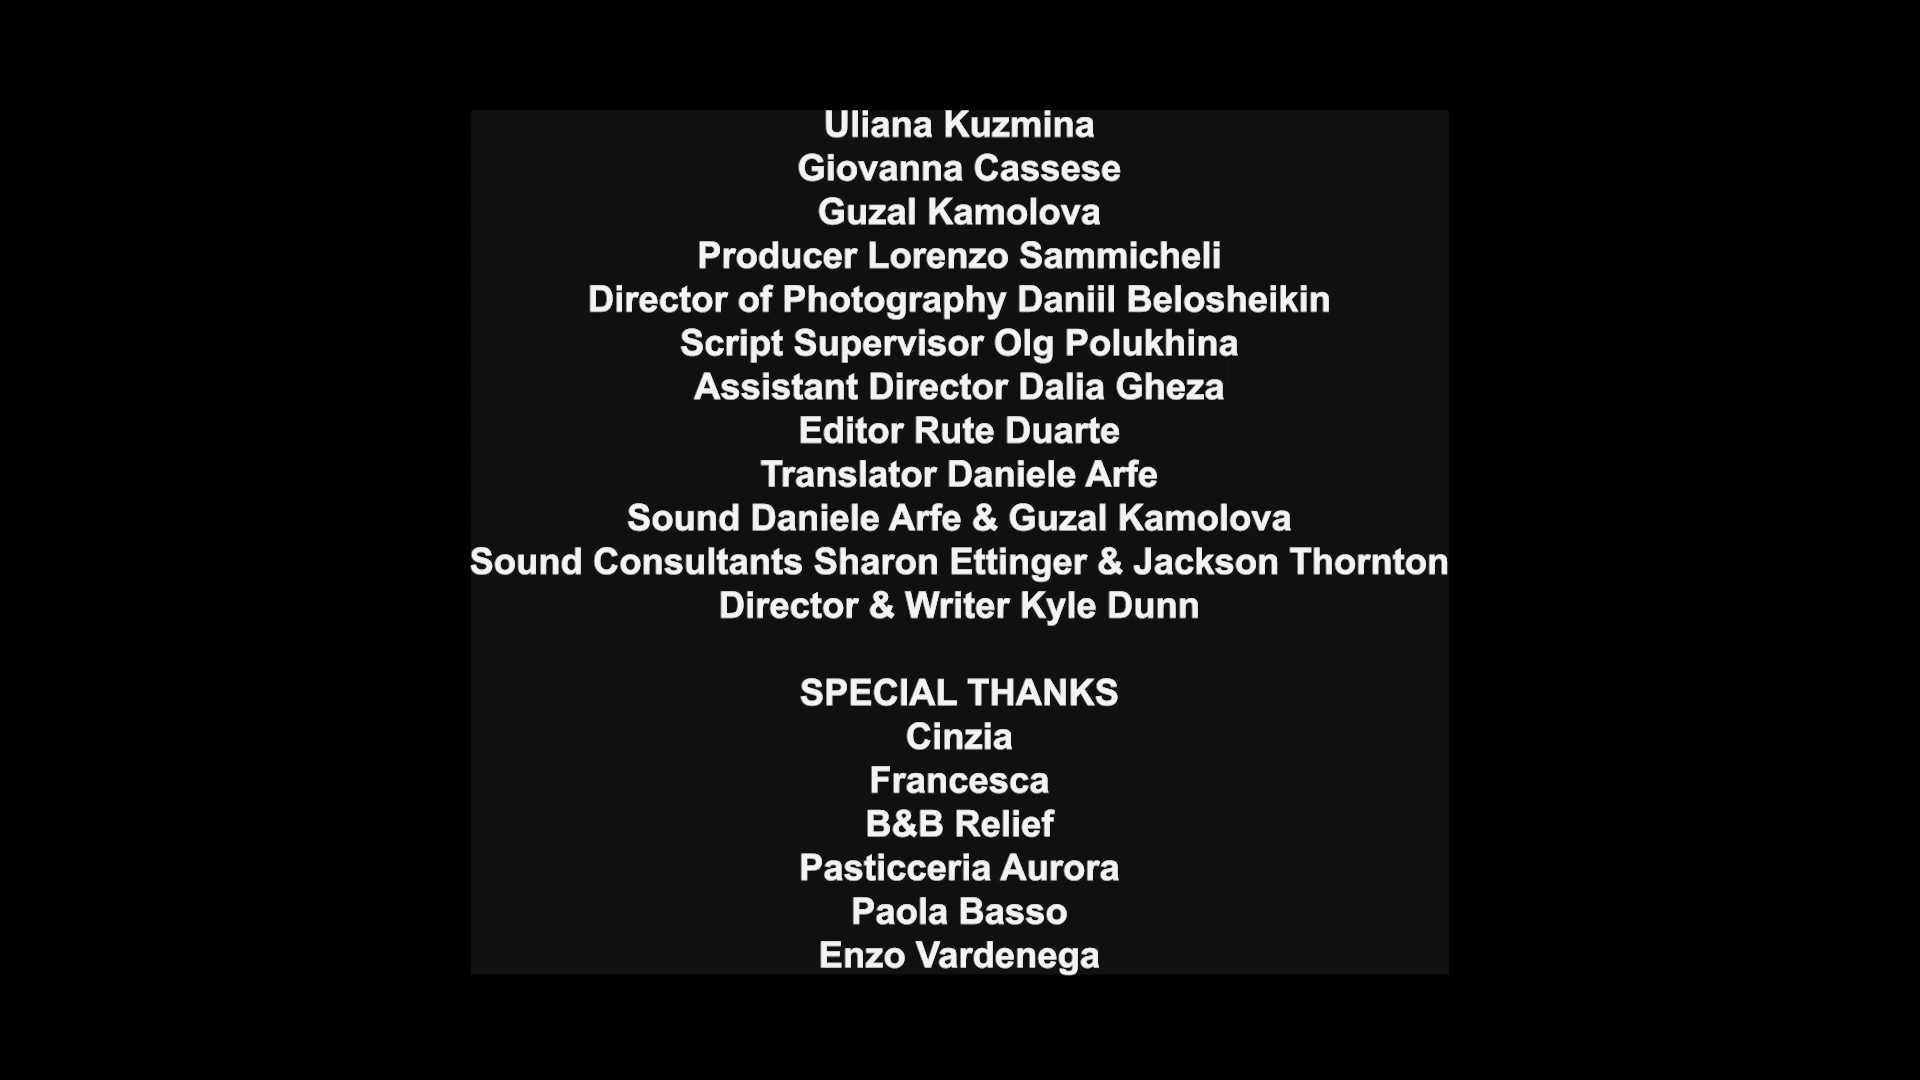 Uliana Kuzmina
Giovanna Cassese
Guzal Kamolova
Producer Lorenzo Sammicheli
Director of Photography Daniil Belosheikin
Script Supervisor Olg Polukhina
Assistant Director Dalia Gheza
Editor Rute Duarte
Translator Daniele Arfe
Sound Daniele Arfe & Guzal Kamolova
Sound Consultants Sharon Ettinger & Jackson Thornton
Director & Writer Kyle Dunn
SPECIAL THANKS
Cinzia
Francesca
B&B Relief
Pasticceria Aurora
Paola Basso
Enzo Vardenega